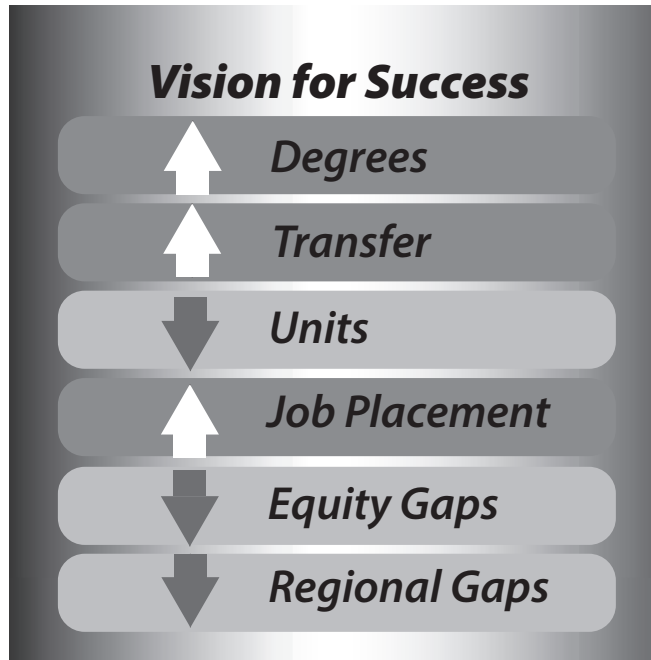 Vision for Success
Degrees
Transfer
Units
Job Placement
Equity Gaps
Regional Gaps